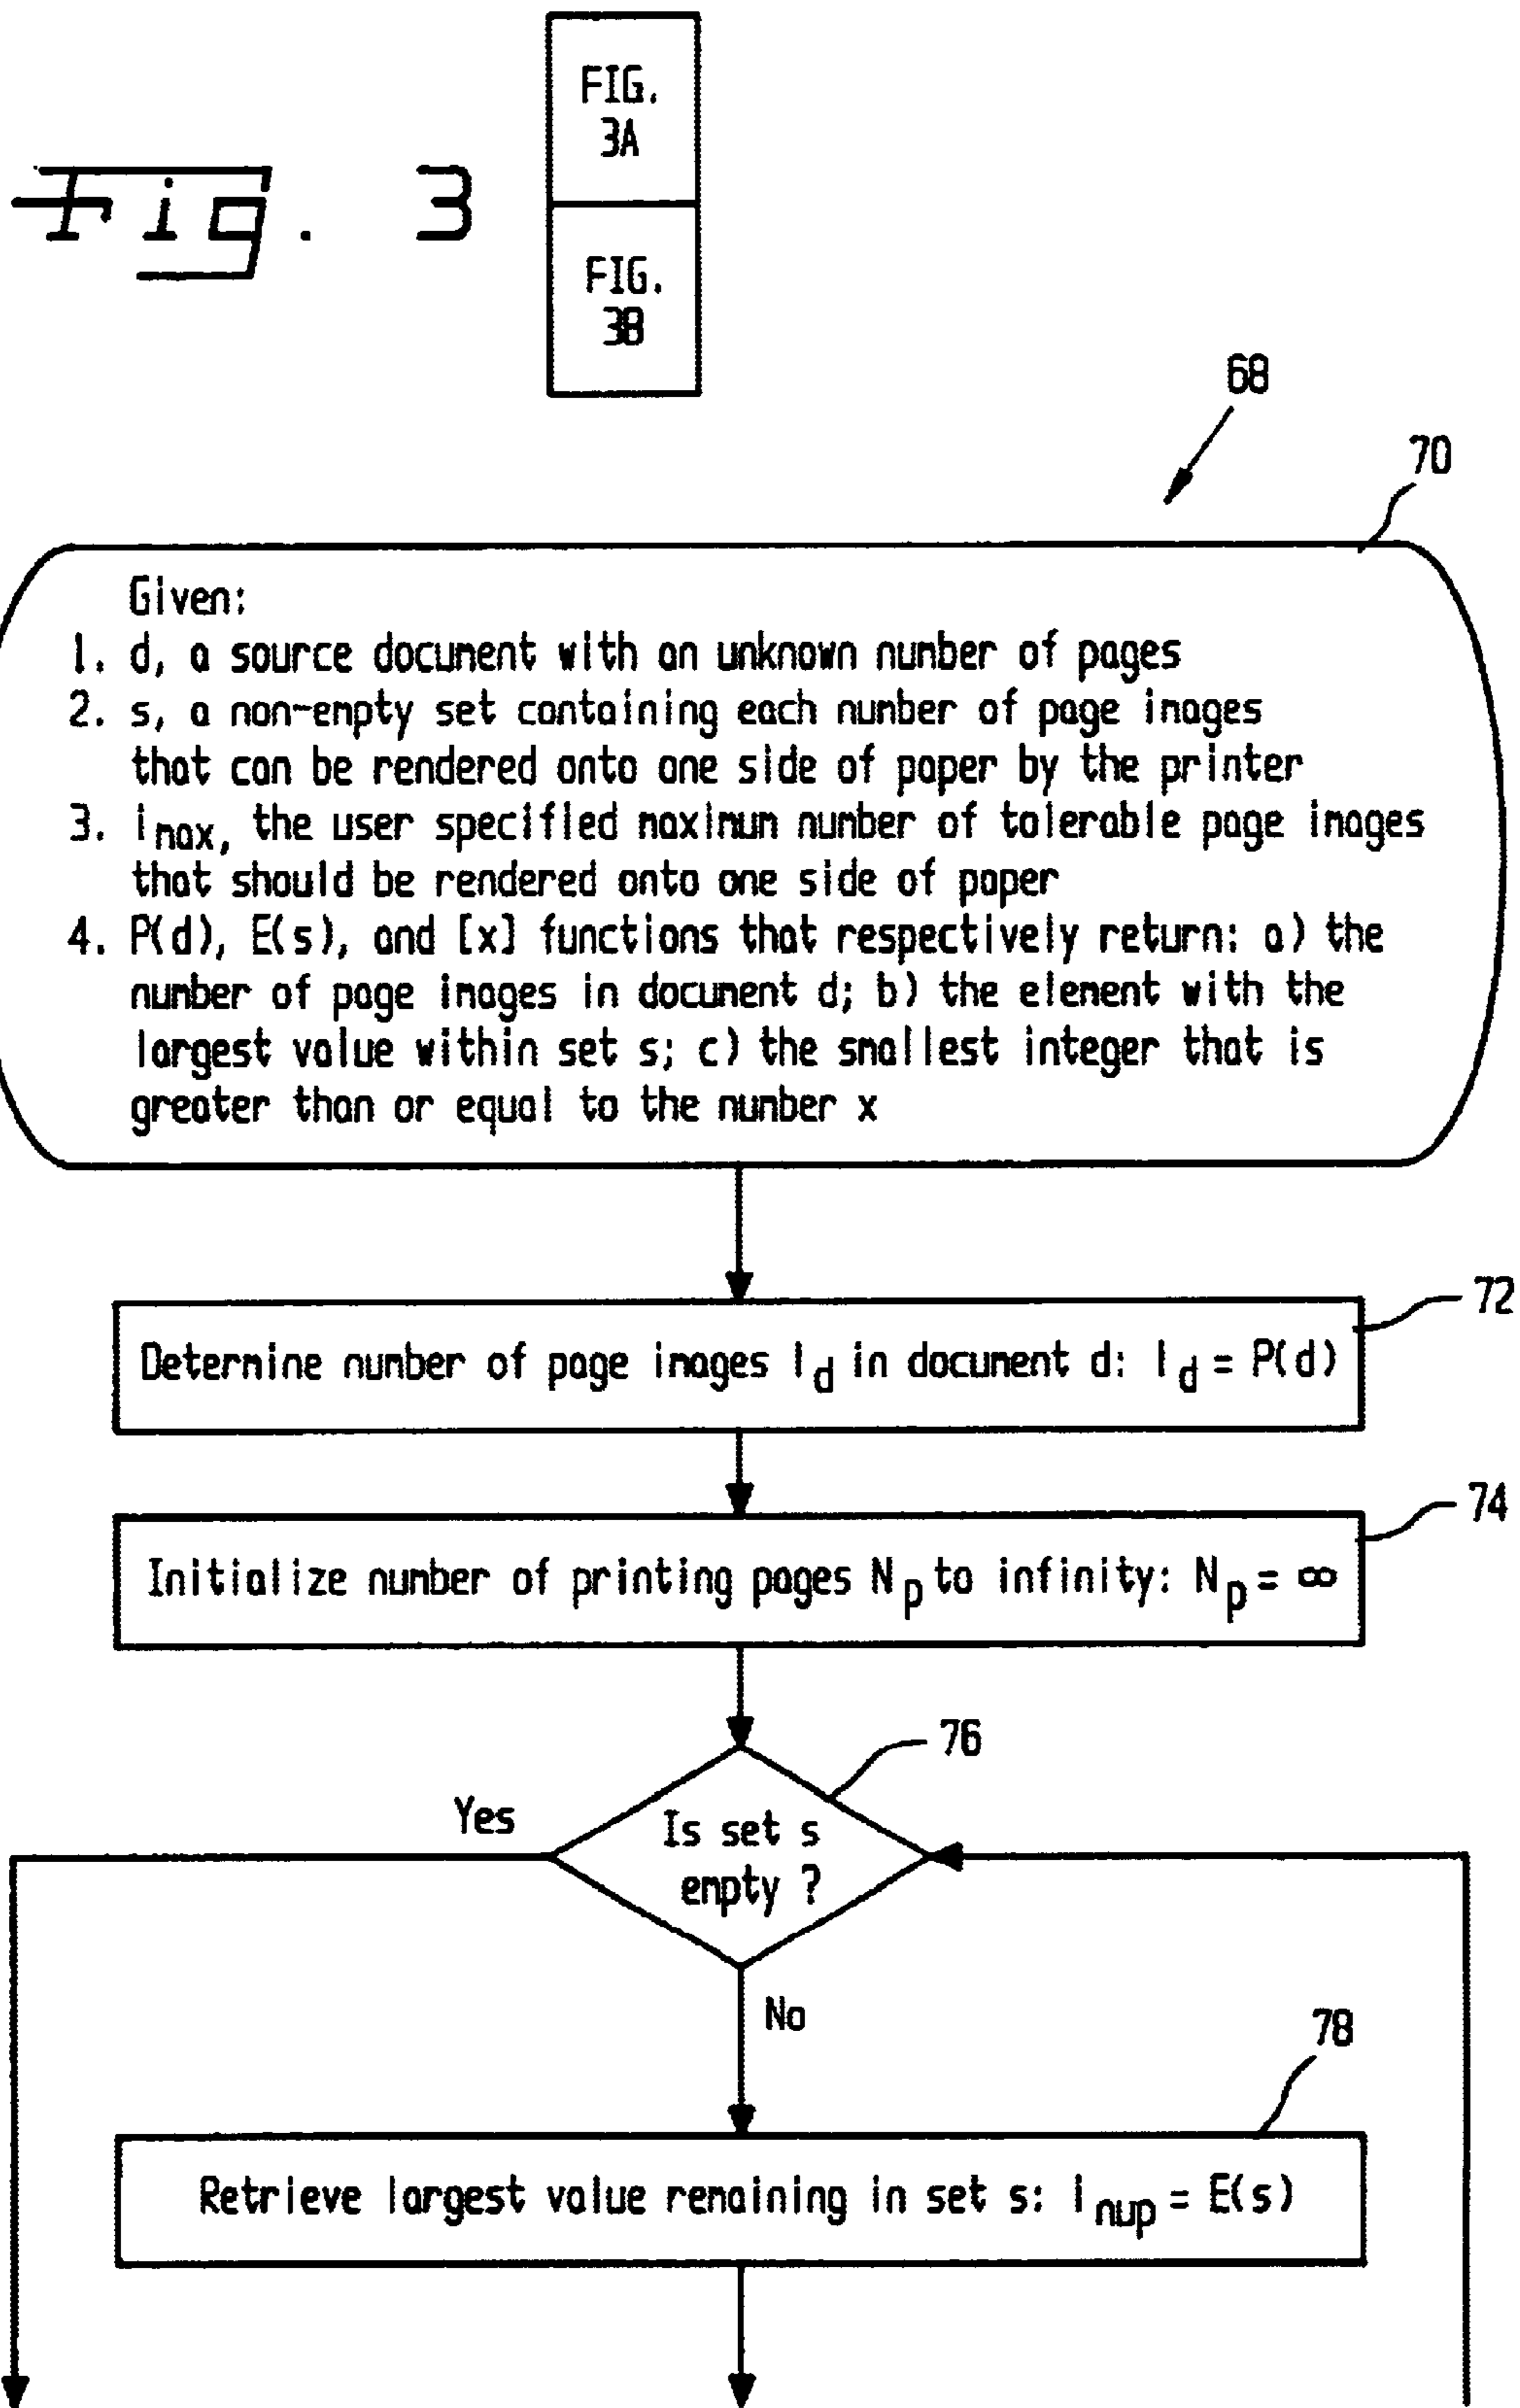 Fig. 3
FIG.
3A
FIG.
3B
68
70
Given:
1. d, a source document with an unknown number of pages
2. s, a non-empty set containing each number of page images
that can be rendered onto one side of paper by the printer
3. i_max, the user specified maximum number of tolerable page images
that should be rendered onto one side of paper
4. P(d), E(s), and [x] functions that respectively return: a) the
number of page images in document d; b) the element with the
largest value within set s; c) the smallest integer that is
greater than or equal to the number x
72
Determine number of page images I_d in document d: I_d = P(d)
74
Initialize number of printing pages N_p to infinity: N_p = ∞
76
Yes
Is set s
empty ?
No
78
Retrieve largest value remaining in set s: I_nup = E(s)